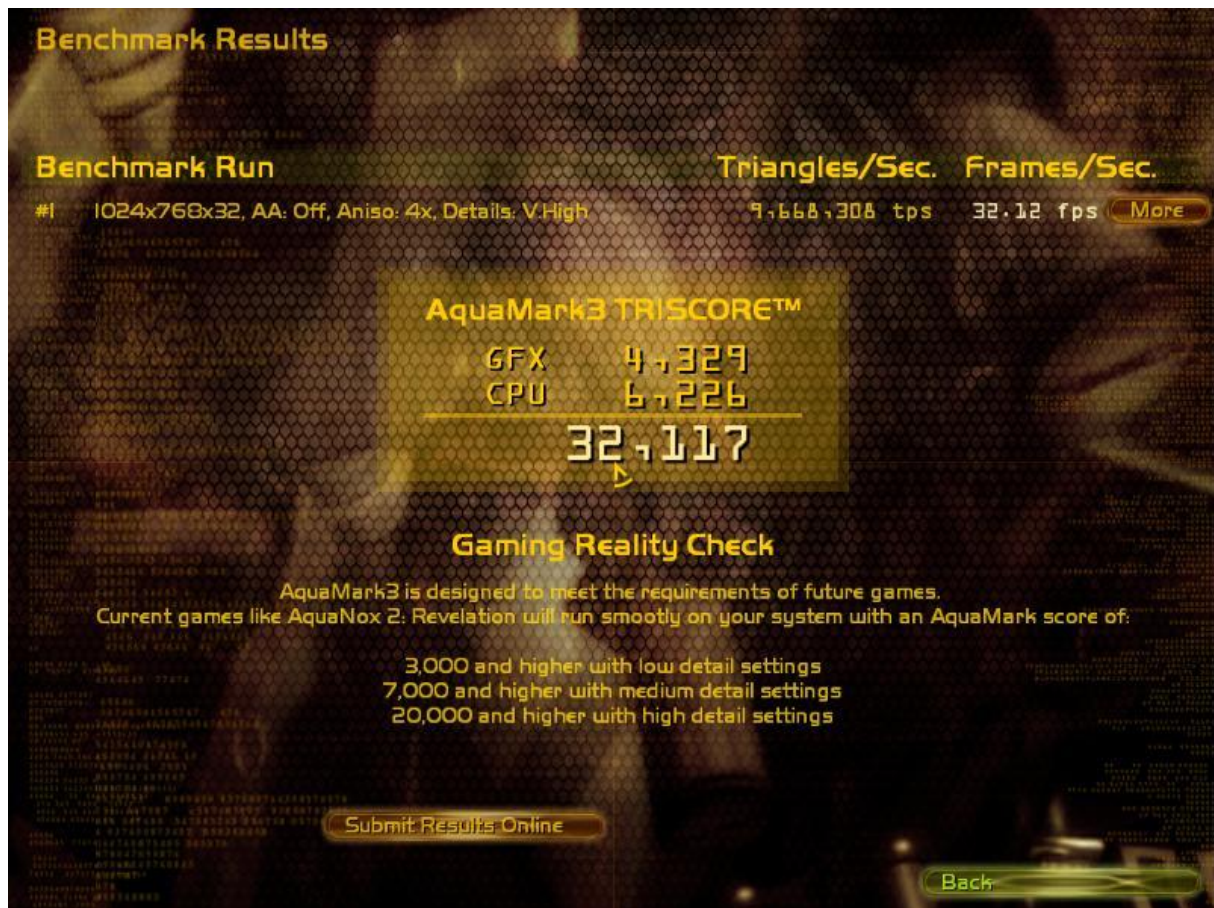 Benchmark Results
Benchmark Run Triangles/Sec. Frames/Sec.
#1 1024x768x32, AA: Off, Aniso: 4x, Details: V.High 9,668,308 tps 32.12 fps More
AquaMark3 TRISCORE™
GFX 4,329
CPU 6,226
32,117
Gaming Reality Check
AquaMark3 is designed to meet the requirements of future games.
Current games like AquaNox 2: Revelation will run smootly on your system with an AquaMark score of:
3,000 and higher with low detail settings
7,000 and higher with medium detail settings
20,000 and higher with high detail settings
Submit Results Online
Back